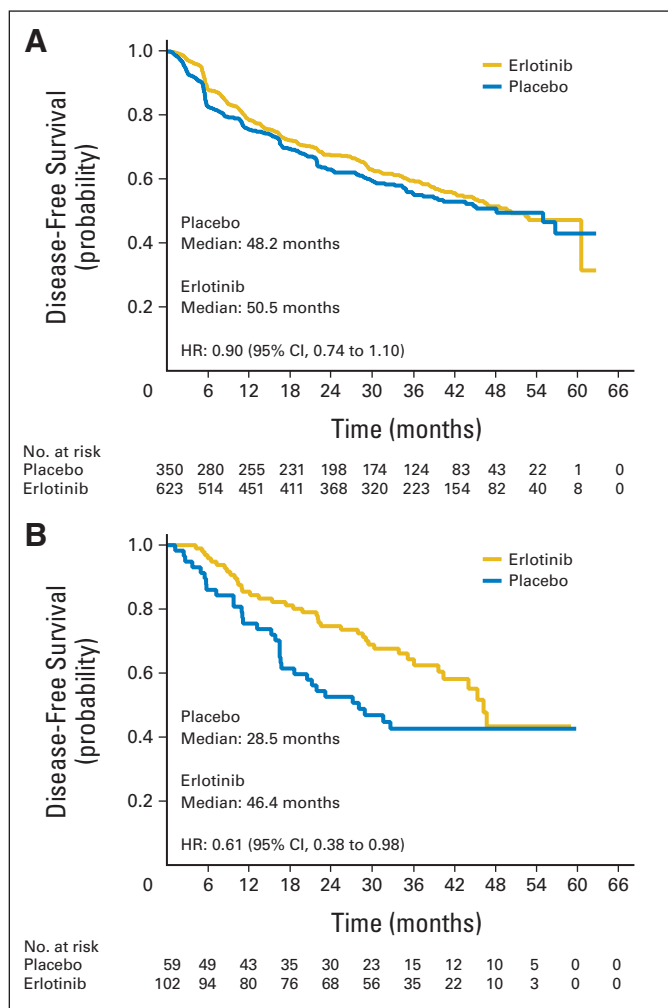 A
Erlotinib
Placebo
Disease-Free Survival
(probability)
1.0
0.8
0.6
0.4
0.2
Placebo
Median: 48.2 months
Erlotinib
Median: 50.5 months
HR: 0.90 (95% CI, 0.74 to 1.10)
0 6 12 18 24 30 36 42 48 54 60 66
Time (months)
No. at risk
Placebo 350 280 255 231 198 174 124 83 43 22 1 0
Erlotinib 623 514 451 411 368 320 223 154 82 40 8 0
B
Erlotinib
Placebo
Disease-Free Survival
(probability)
1.0
0.8
0.6
0.4
0.2
Placebo
Median: 28.5 months
Erlotinib
Median: 46.4 months
HR: 0.61 (95% CI, 0.38 to 0.98)
0 6 12 18 24 30 36 42 48 54 60 66
Time (months)
No. at risk
Placebo 59 49 43 35 30 23 15 12 10 5 0 0
Erlotinib 102 94 80 76 68 56 35 22 10 3 0 0